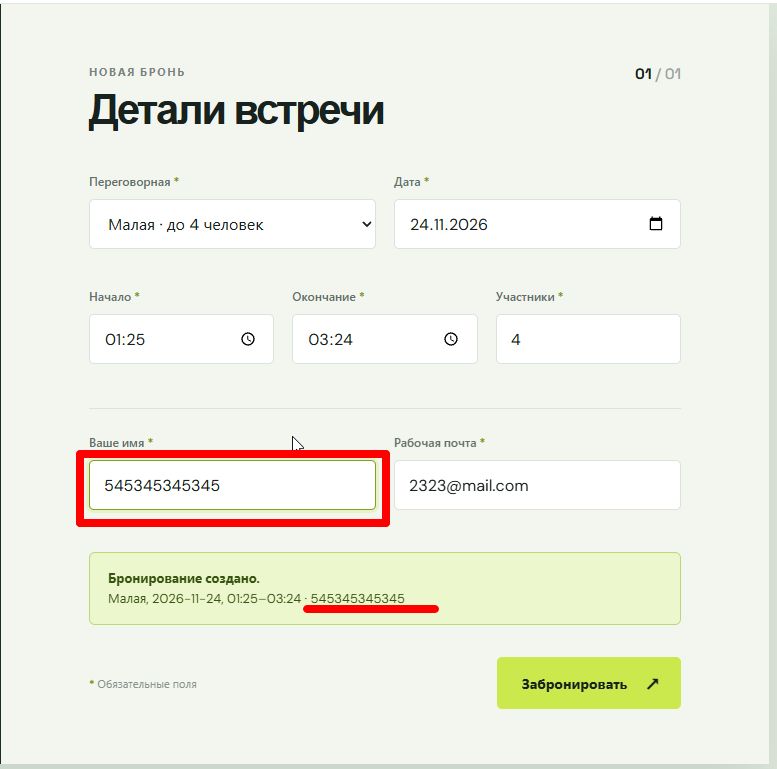 НОВАЯ БРОНЬ
01 / 01
Детали встречи
Переговорная * Дата *
Малая · до 4 человек 24.11.2026
Начало * Окончание * Участники *
01:25 03:24 4
Ваше имя * Рабочая почта *
545345345345 2323@mail.com
Бронирование создано.
Малая, 2026-11-24, 01:25–03:24 · 545345345345
* Обязательные поля Забронировать ↗